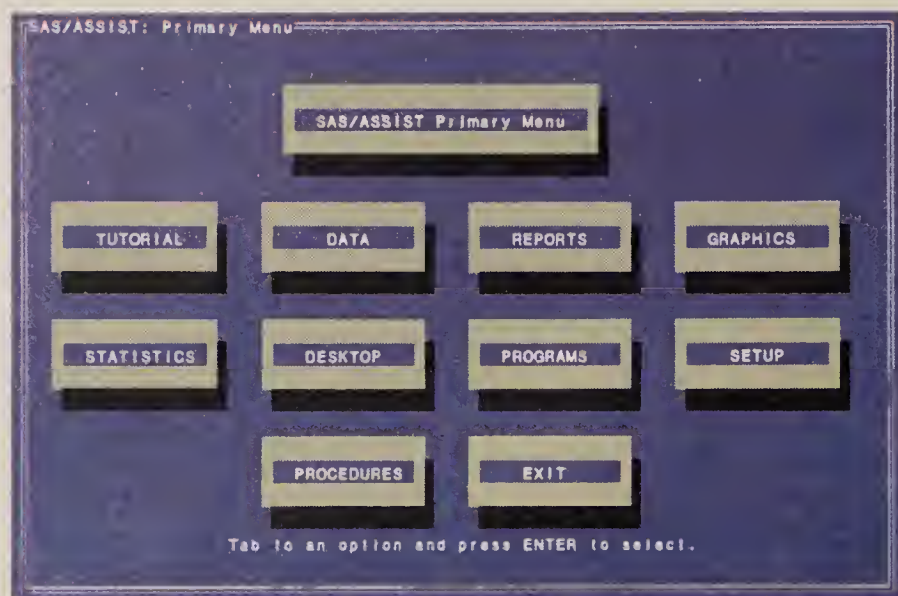 SAS/ASSIST: Primary Menu
SAS/ASSIST Primary Menu
TUTORIAL DATA REPORTS GRAPHICS
STATISTICS DESKTOP PROGRAMS SETUP
PROCEDURES EXIT
Tab to an option and press ENTER to select.